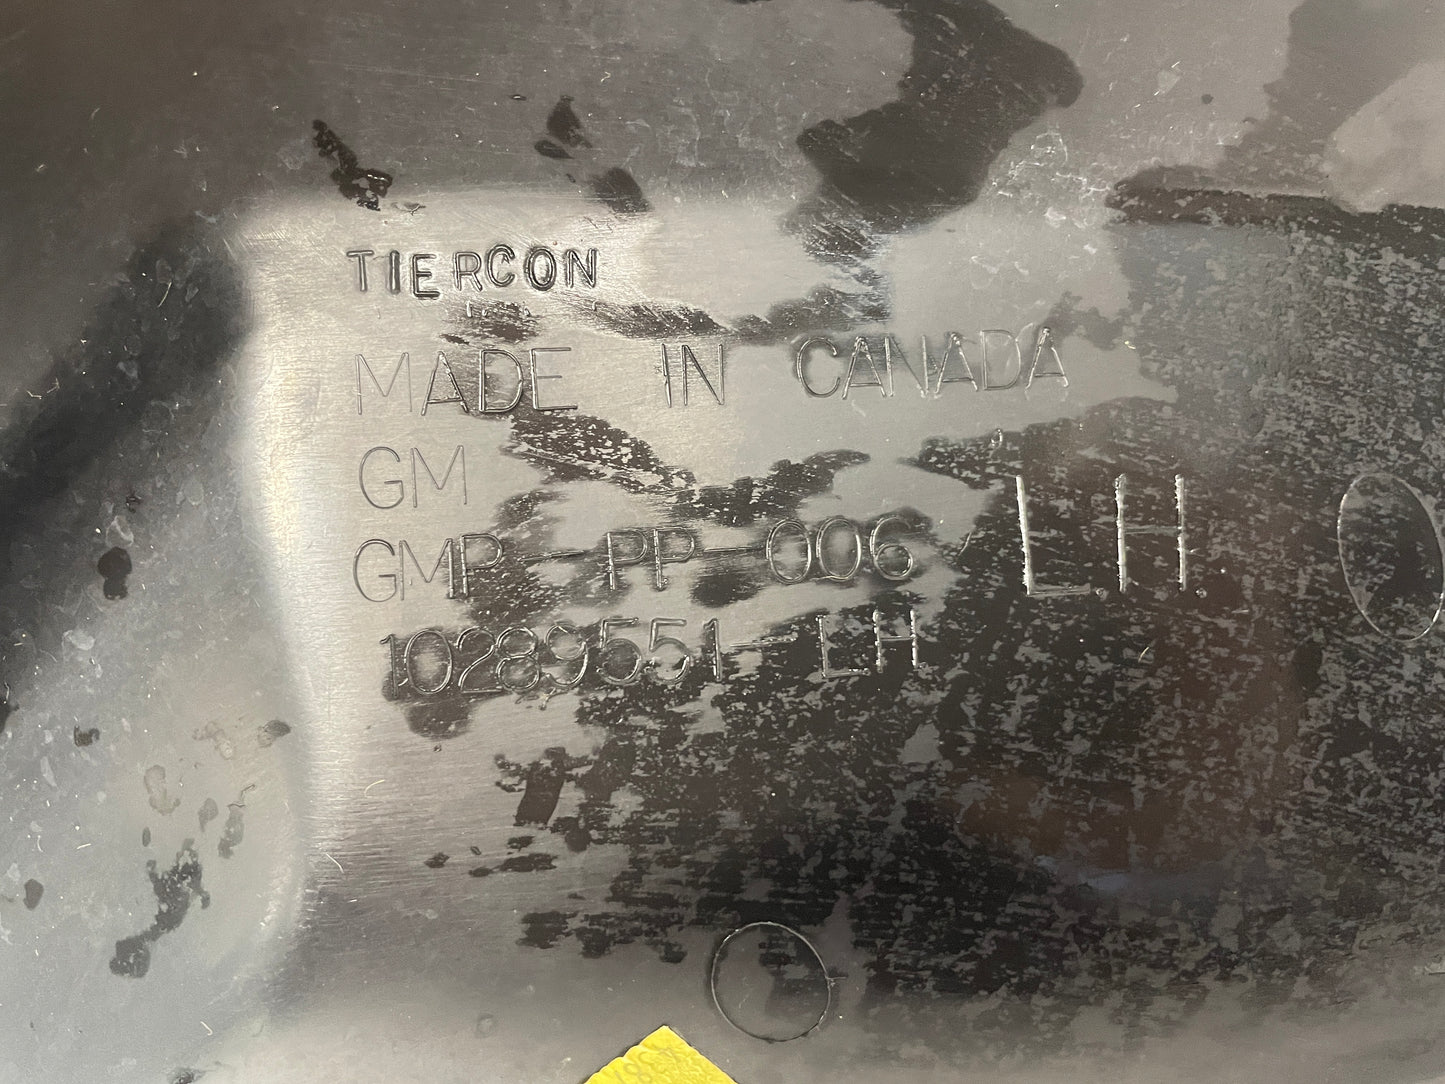 TIERCON
MADE IN CANADA
GM
GMP-PP-006 L.H.
10289551-LH